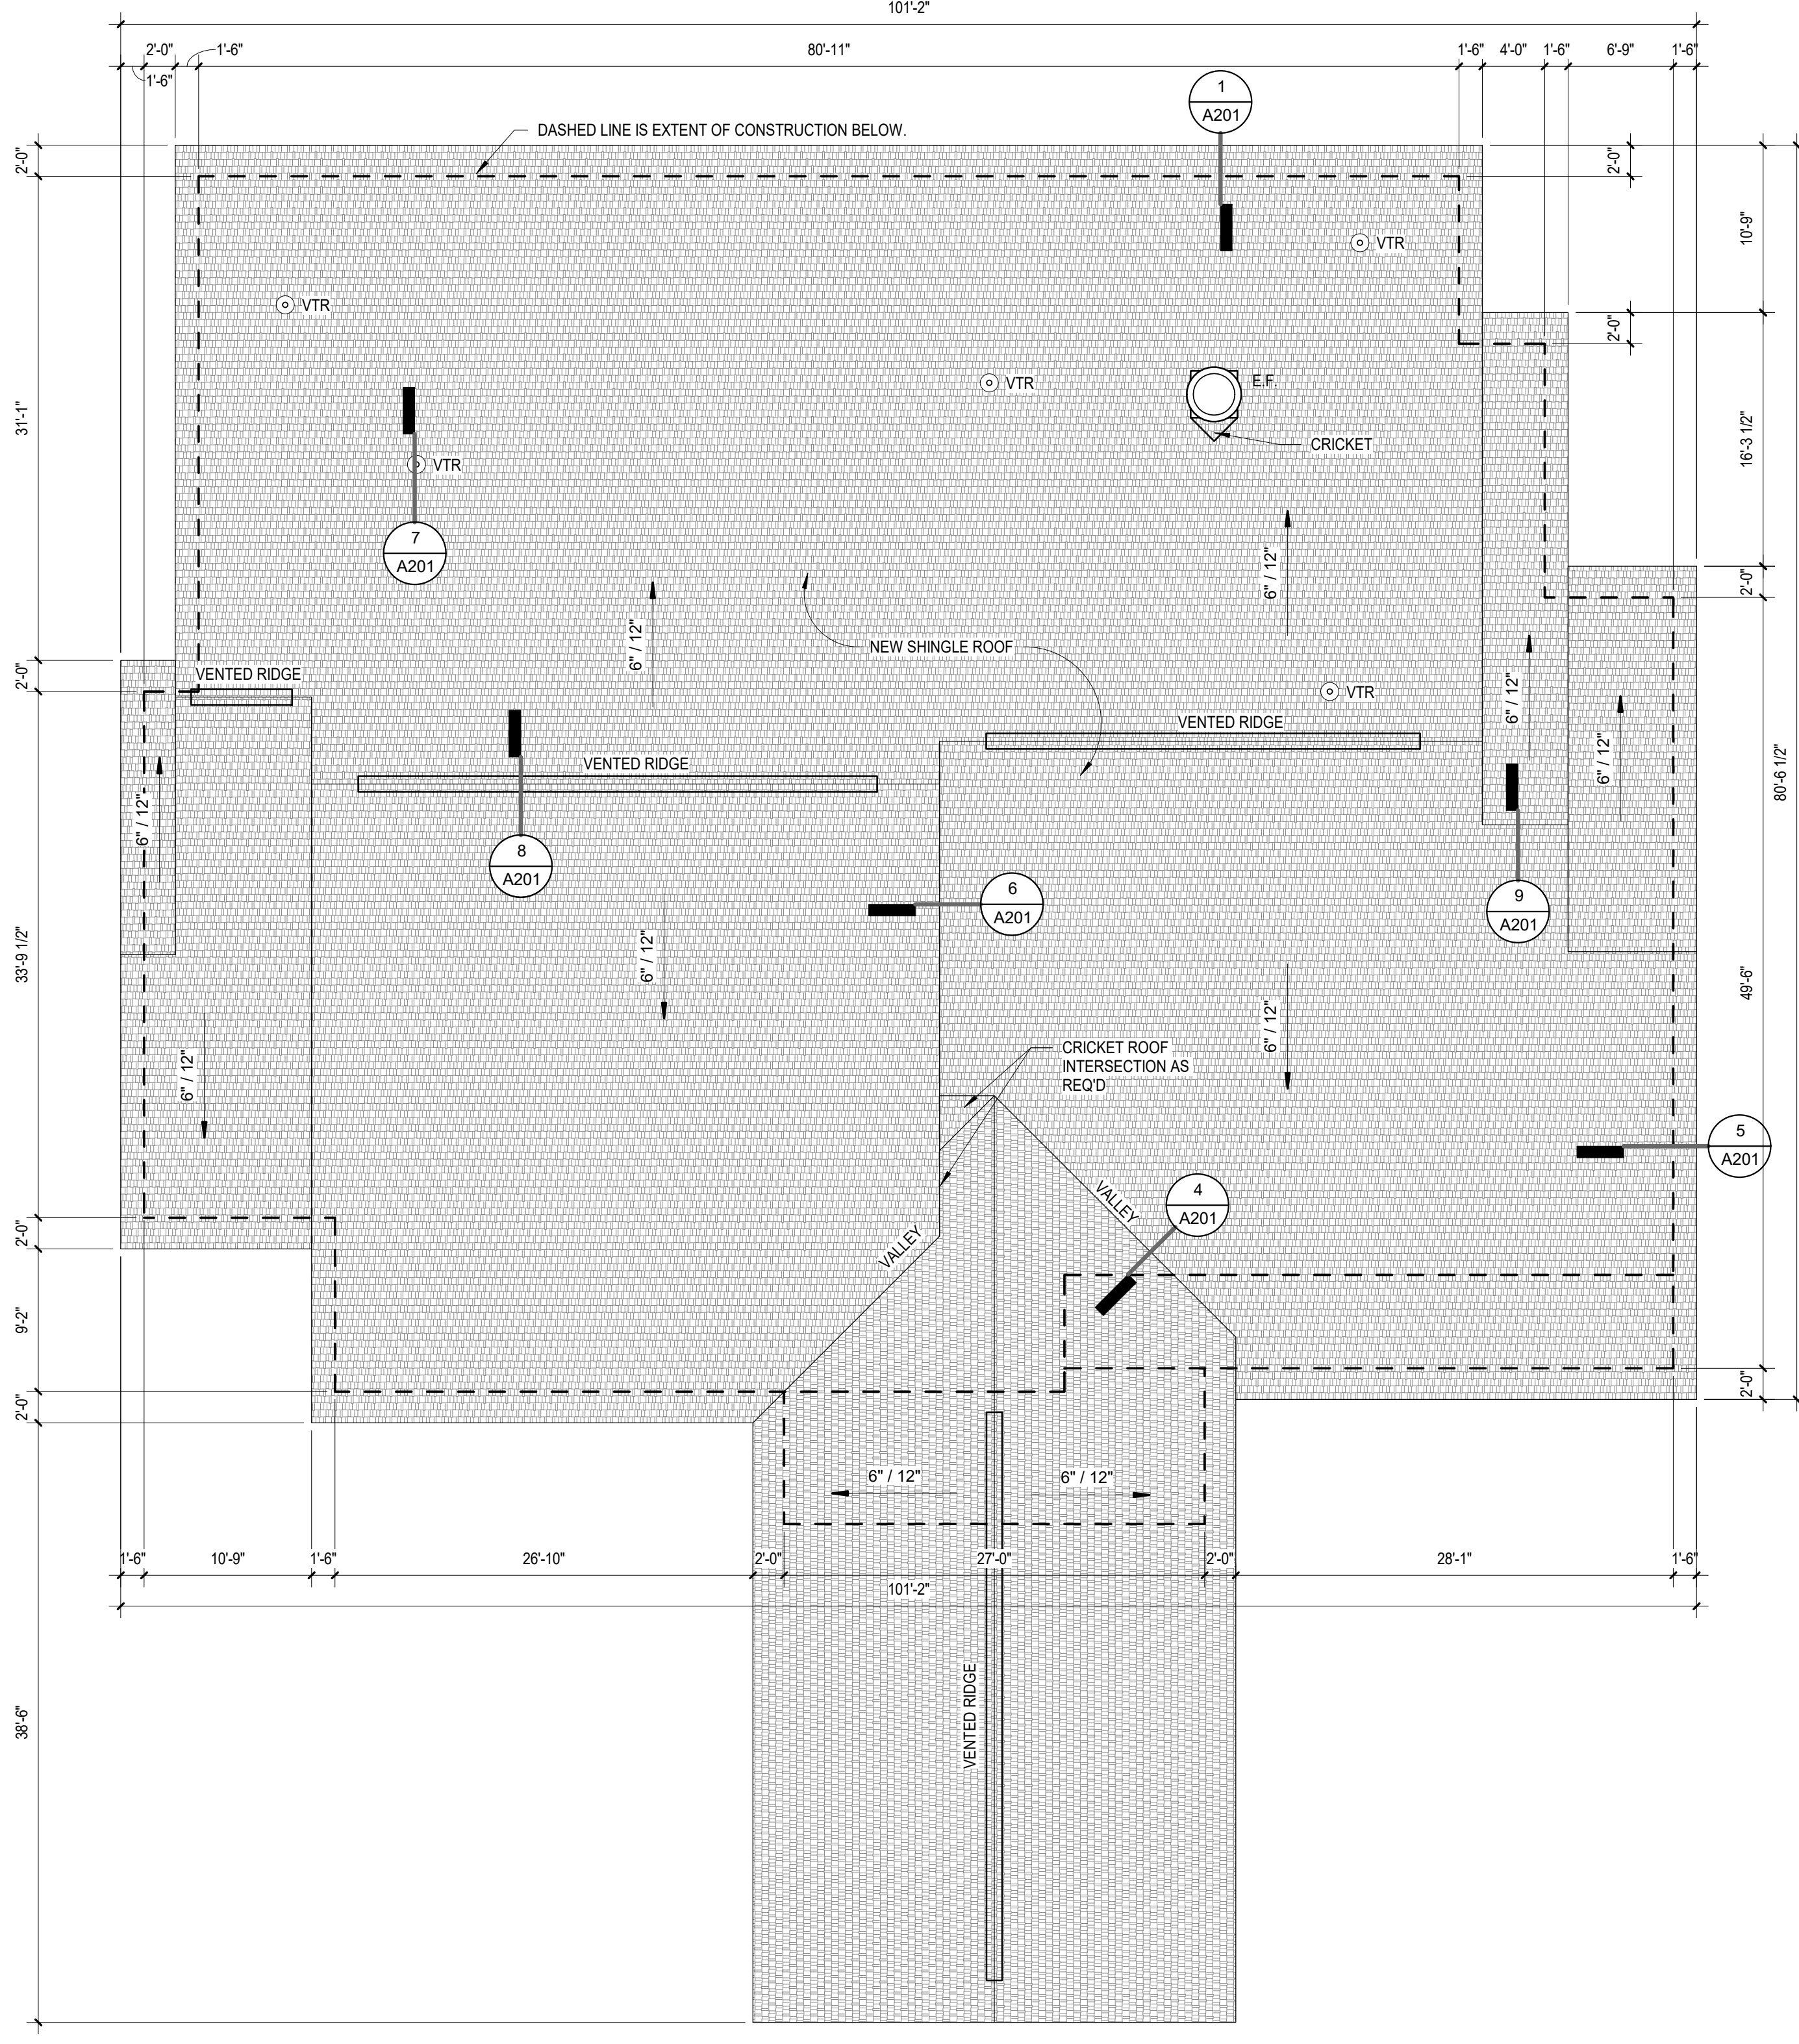 101'-2"
2'-0"
1'-6"
80'-11"
1'-6"
4'-0"
1'-6"
6'-9"
1'-6"
1'-6"
1
A201
DASHED LINE IS EXTENT OF CONSTRUCTION BELOW.
2'-0"
2'-0"
10'-9"
VTR
VTR
2'-0"
VTR
E.F.
31'-1"
16'-3 1/2"
CRICKET
VTR
7
A201
6" / 12"
2'-0"
6" / 12"
NEW SHINGLE ROOF
2'-0"
VENTED RIDGE
VTR
6" / 12"
VENTED RIDGE
6" / 12"
80'-6 1/2"
VENTED RIDGE
6" / 12"
8
A201
6
A201
9
A201
33'-9 1/2"
6" / 12"
49'-6"
6" / 12"
CRICKET ROOF
INTERSECTION AS
REQ'D
6" / 12"
5
A201
VALLEY
4
A201
2'-0"
VALLEY
9'-2"
2'-0"
2'-0"
6" / 12"
6" / 12"
1'-6"
10'-9"
1'-6"
26'-10"
2'-0"
27'-0"
2'-0"
28'-1"
1'-6"
101'-2"
38'-6"
VENTED RIDGE